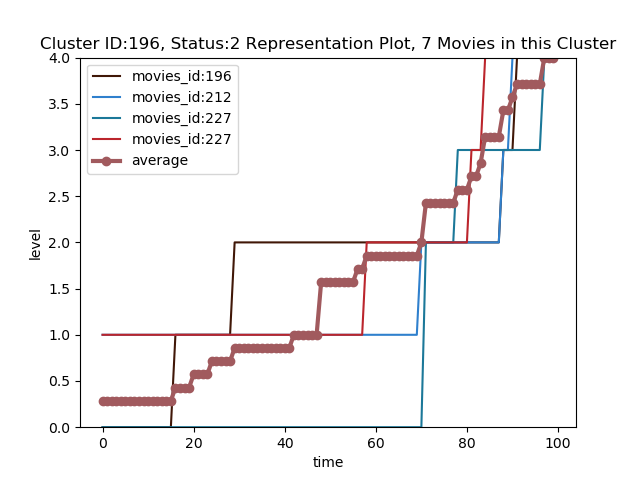 Cluster ID:196, Status:2 Representation Plot, 7 Movies in this Cluster
4.0
3.5
3.0
2.5
2.0
1.5
1.0
0.5
0.0
level
movies_id:196
movies_id:212
movies_id:227
movies_id:227
average
0 20 40 60 80 100
time